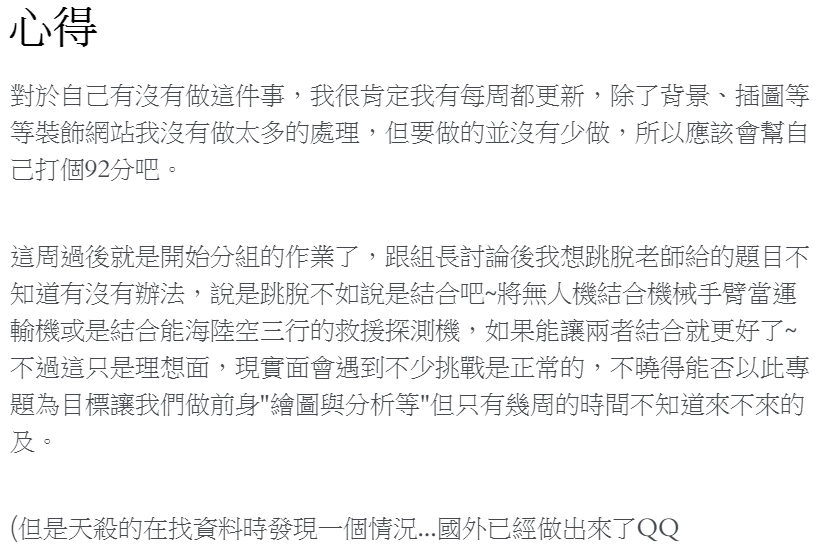 心得
對於自己有沒有做這件事，我很肯定我有每周都更新，除了背景、插圖等
等裝飾網站我沒有做太多的處理，但要做的並沒有少做，所以應該會幫自
己打個92分吧。
這周過後就是開始分組的作業了，跟組長討論後我想跳脫老師給的題目不
知道有沒有辦法，說是跳脫不如說是結合吧~將無人機結合機械手臂當運
輸機或是結合能海陸空三行的救援探測機，如果能讓兩者結合就更好了~
不過這只是理想面，現實面會遇到不少挑戰是正常的，不曉得能否以此專
題為目標讓我們做前身"繪圖與分析等"但只有幾周的時間不知道來不來的
及。
(但是天殺的在找資料時發現一個情況...國外已經做出來了QQ